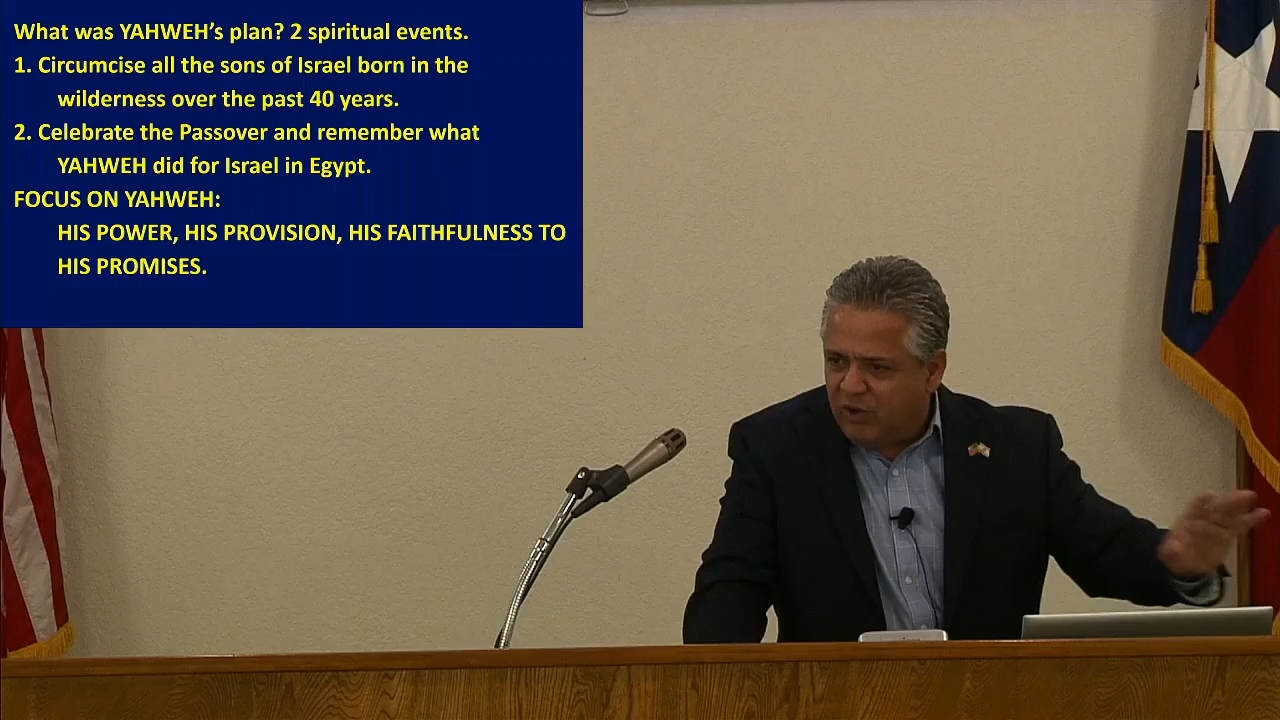 What was YAHWEH's plan? 2 spiritual events.
1. Circumcise all the sons of Israel born in the
wilderness over the past 40 years.
2. Celebrate the Passover and remember what
YAHWEH did for Israel in Egypt.
FOCUS ON YAHWEH:
HIS POWER, HIS PROVISION, HIS FAITHFULNESS TO
HIS PROMISES.